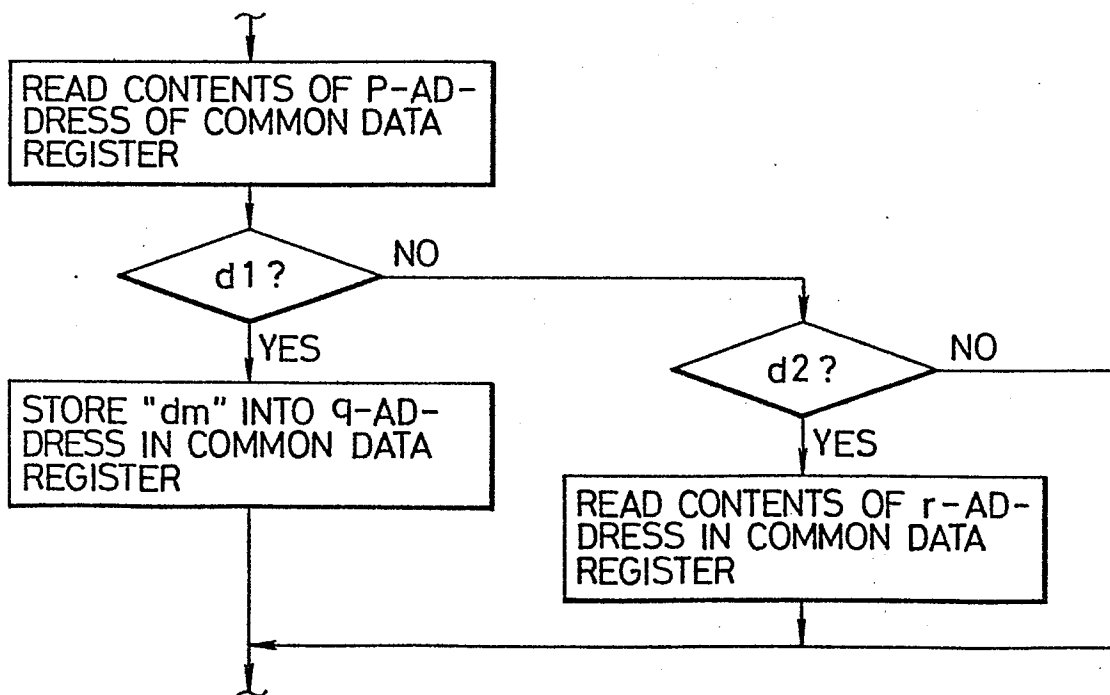 READ CONTENTS OF P-AD-
DRESS OF COMMON DATA
REGISTER
d1?
NO
YES
d2?
NO
STORE "dm" INTO q-AD-
DRESS IN COMMON DATA
REGISTER
YES
READ CONTENTS OF r-AD-
DRESS IN COMMON DATA
REGISTER